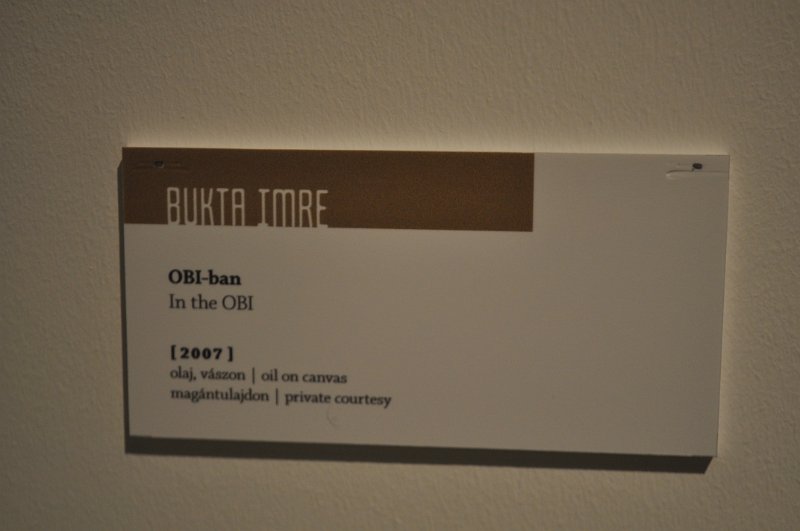 BUKTA IMRE
OBI-ban
In the OBI
[2007]
olaj, vászon | oil on canvas
magántulajdon | private courtesy